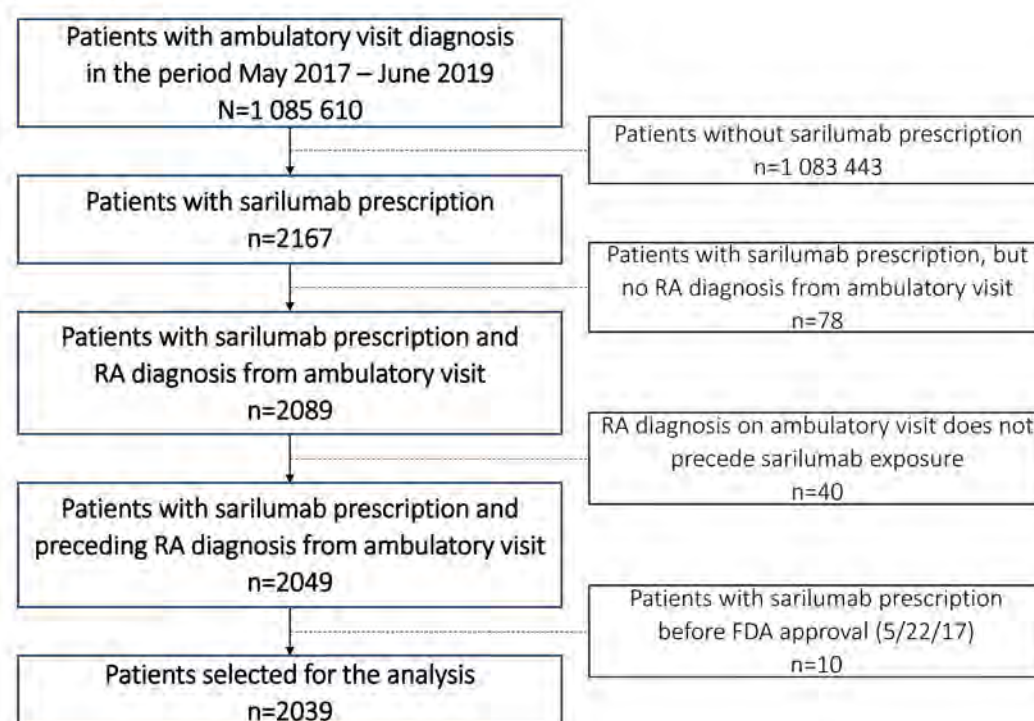 Patients with ambulatory visit diagnosis
in the period May 2017 – June 2019
N=1 085 610
Patients without sarilumab prescription
n=1 083 443
Patients with sarilumab prescription
n=2167
Patients with sarilumab prescription, but
no RA diagnosis from ambulatory visit
n=78
Patients with sarilumab prescription and
RA diagnosis from ambulatory visit
n=2089
RA diagnosis on ambulatory visit does not
precede sarilumab exposure
n=40
Patients with sarilumab prescription and
preceding RA diagnosis from ambulatory visit
n=2049
Patients with sarilumab prescription
before FDA approval (5/22/17)
n=10
Patients selected for the analysis
n=2039